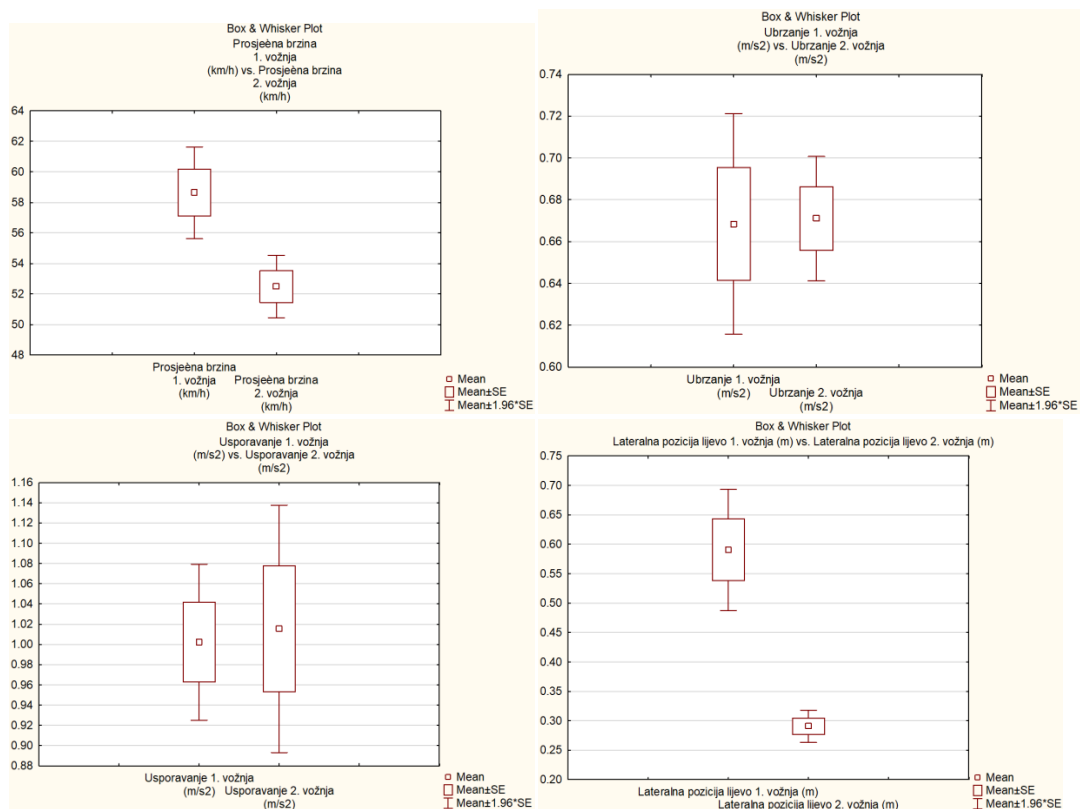 Box & Whisker Plot
Prosjeèna brzina
1. vožnja
(km/h) vs. Prosjeèna brzina
2. vožnja
(km/h)
64
62
60
58
56
54
52
50
48
Prosjeèna brzina
1. vožnja Prosjeèna brzina
(km/h) 2. vožnja
(km/h)
Mean
Mean±SE
Mean±1.96*SE
Box & Whisker Plot
Ubrzanje 1. vožnja
(m/s2) vs. Ubrzanje 2. vožnja
(m/s2)
0.74
0.72
0.70
0.68
0.66
0.64
0.62
0.60
Ubrzanje 1. vožnja
(m/s2) Ubrzanje 2. vožnja
(m/s2)
Mean
Mean±SE
Mean±1.96*SE
Box & Whisker Plot
Usporavanje 1. vožnja
(m/s2) vs. Usporavanje 2. vožnja
(m/s2)
1.16
1.14
1.12
1.10
1.08
1.06
1.04
1.02
1.00
0.98
0.96
0.94
0.92
0.90
0.88
Usporavanje 1. vožnja
(m/s2) Usporavanje 2. vožnja
(m/s2)
Mean
Mean±SE
Mean±1.96*SE
Box & Whisker Plot
Lateralna pozicija lijevo 1. vožnja (m) vs. Lateralna pozicija lijevo 2. vožnja (m)
0.75
0.70
0.65
0.60
0.55
0.50
0.45
0.40
0.35
0.30
0.25
0.20
Lateralna pozicija lijevo 1. vožnja (m)
Lateralna pozicija lijevo 2. vožnja (m)
Mean
Mean±SE
Mean±1.96*SE